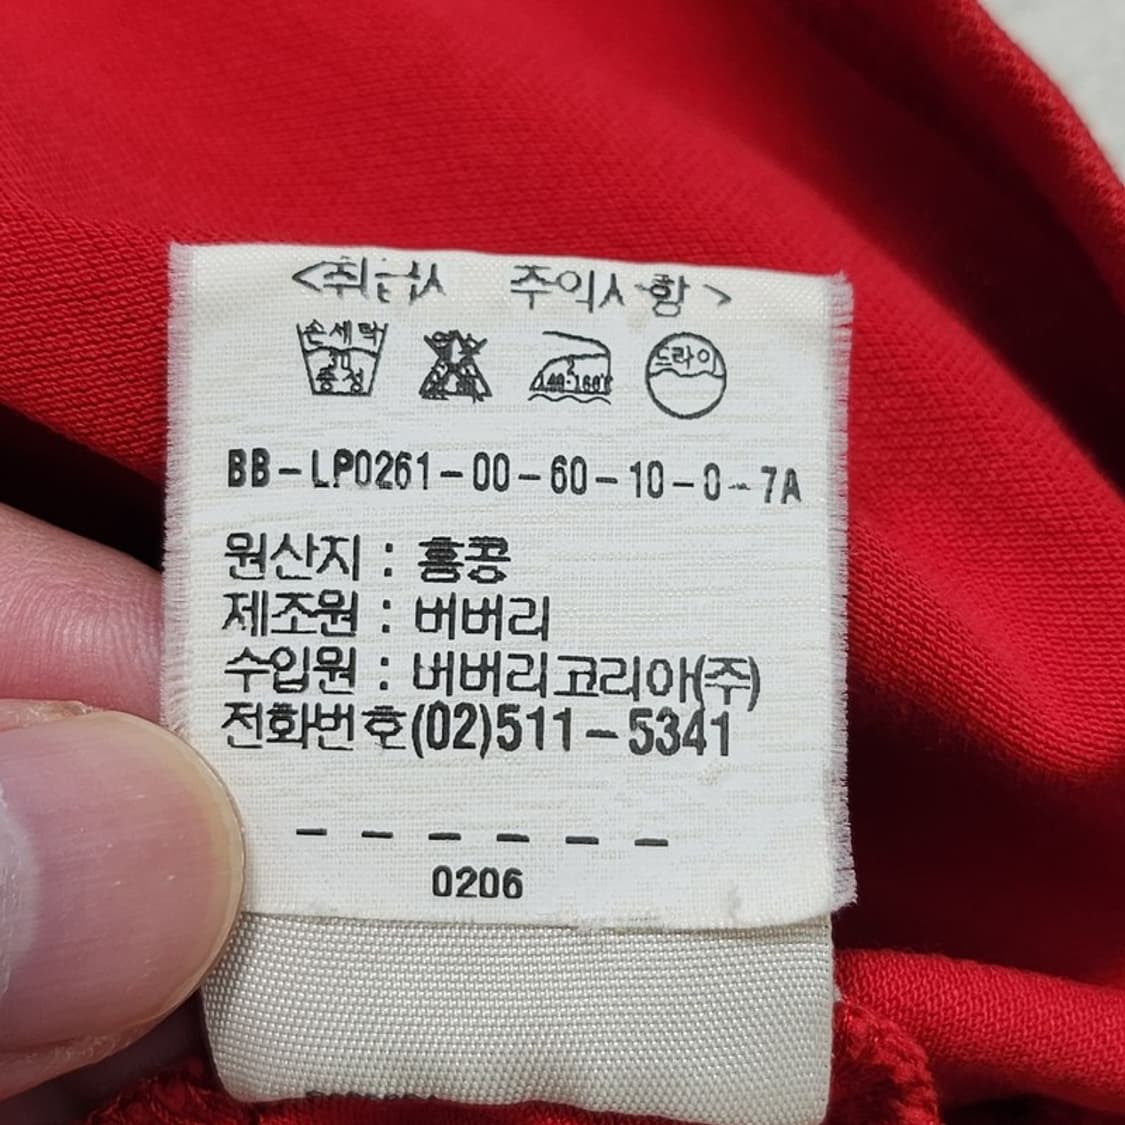 <취급시 주의사항>
손세탁 30 중성
140-160℃
드라이
BB-LP0261-00-60-10-0-7A
원산지 : 홍콩
제조원 : 버버리
수입원 : 버버리코리아(주)
전화번호(02)511-5341
------
0206